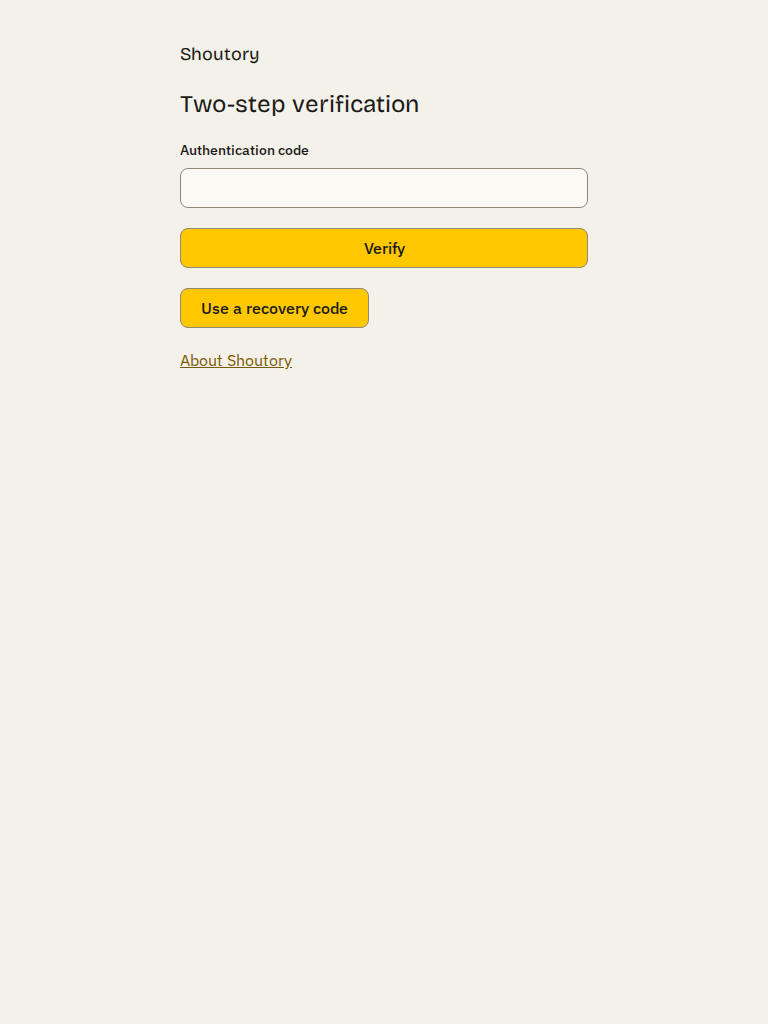 Shoutory
Two-step verification
Authentication code
Verify
Use a recovery code
About Shoutory